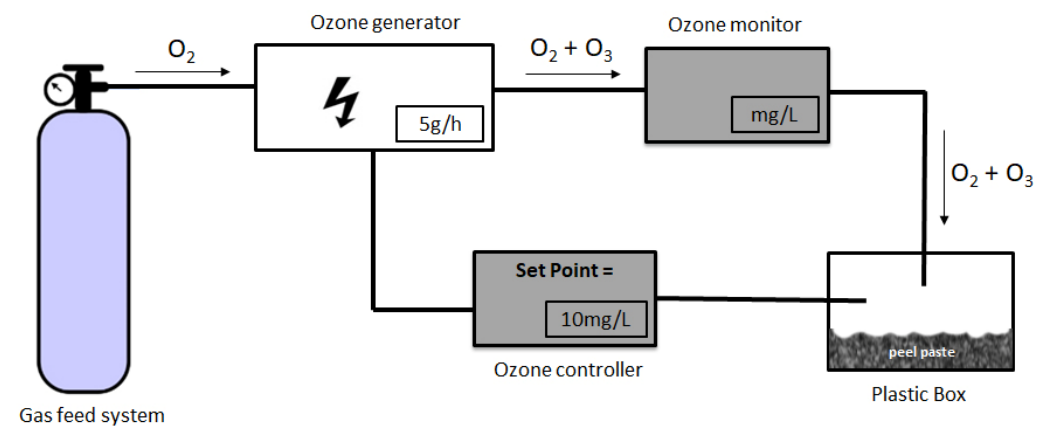 Ozone generator
Ozone monitor
O₂
O₂ + O₃
5g/h
mg/L
O₂ + O₃
Set Point =
10mg/L
peel paste
Ozone controller
Plastic Box
Gas feed system